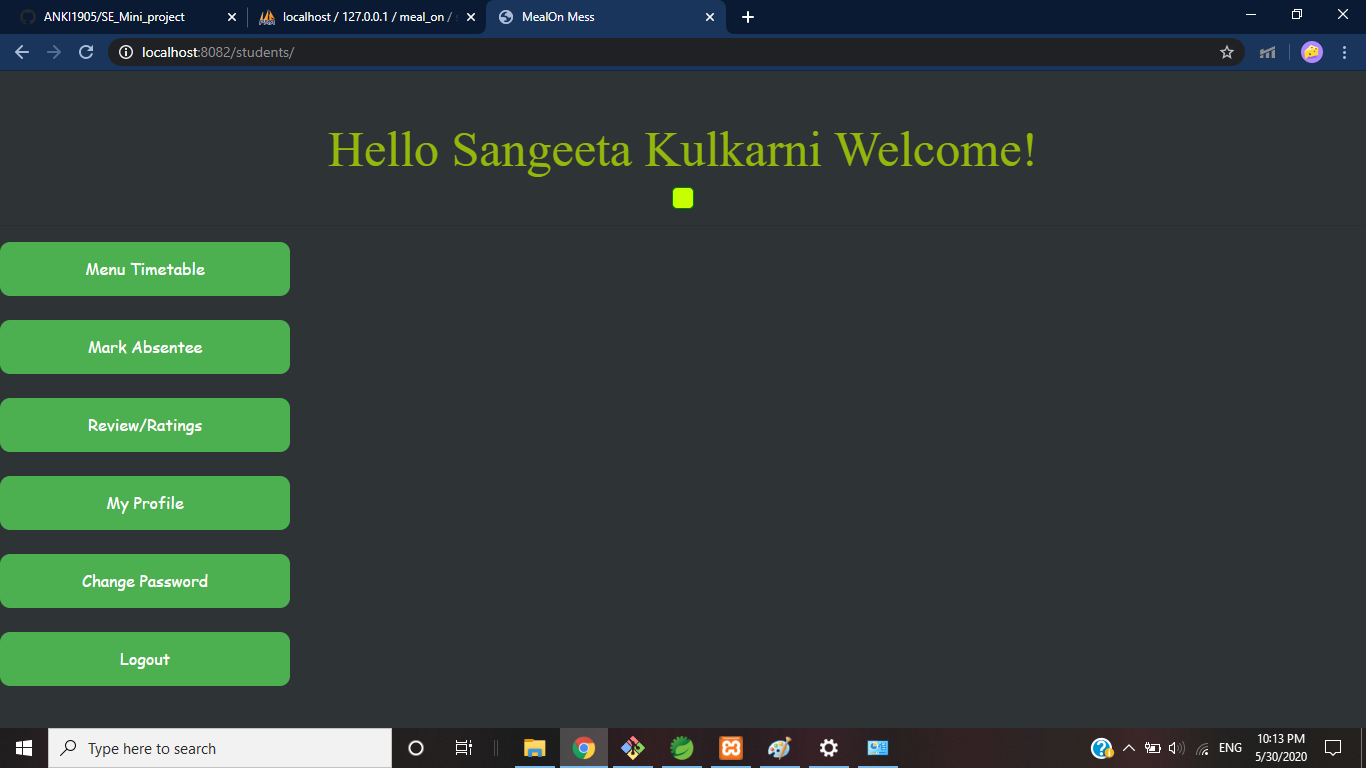 ANKI1905/SE_Mini_project
localhost / 127.0.0.1 / meal_on /
MealOn Mess
localhost:8082/students/
Hello Sangeeta Kulkarni Welcome!
Menu Timetable
Mark Absentee
Review/Ratings
My Profile
Change Password
Logout
Type here to search
ENG
10:13 PM
5/30/2020